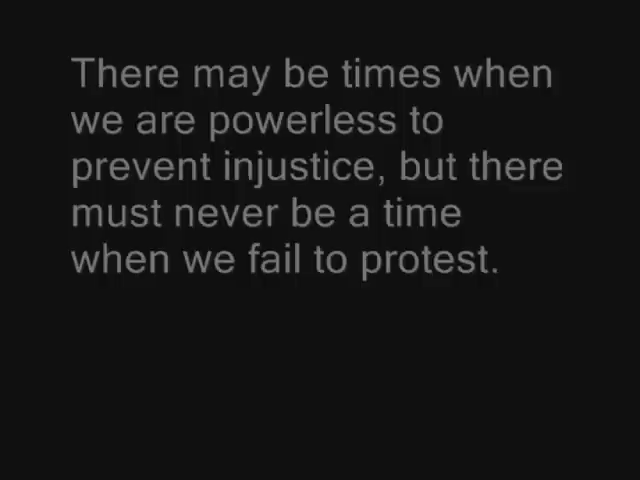 There may be times when
we are powerless to
prevent injustice, but there
must never be a time
when we fail to protest.